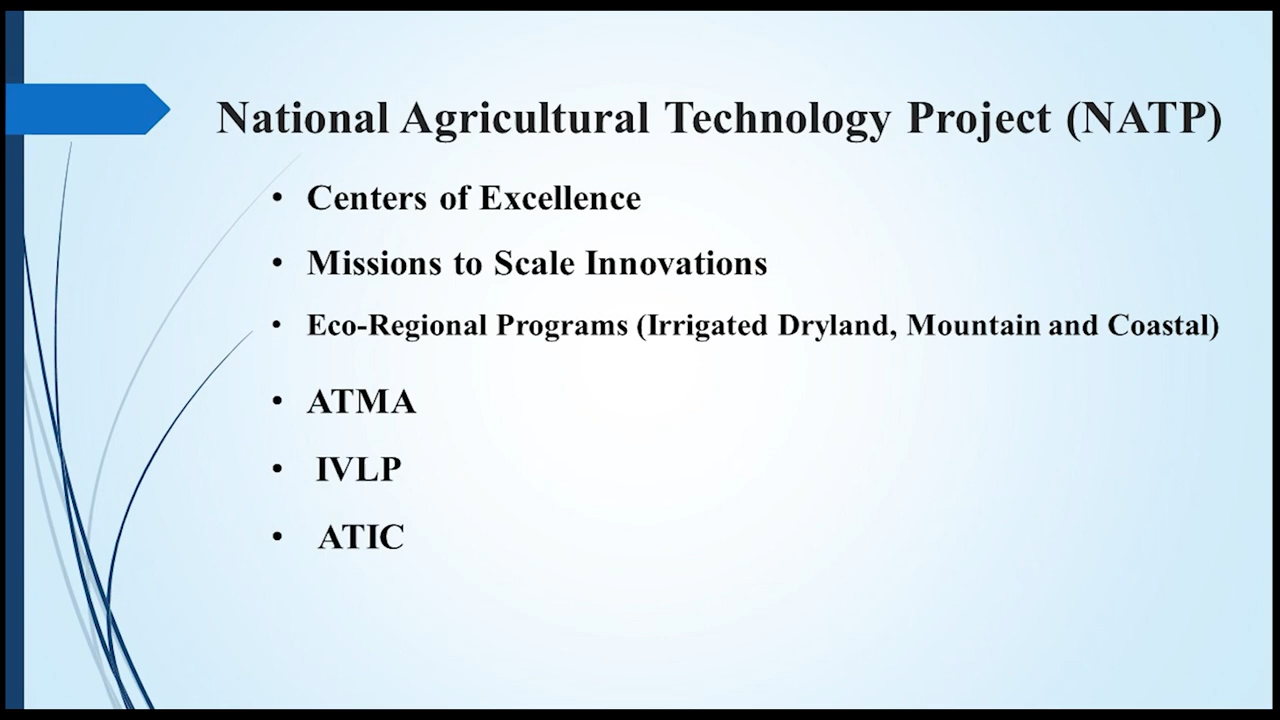 National Agricultural Technology Project (NATP)
• Centers of Excellence
• Missions to Scale Innovations
• Eco-Regional Programs (Irrigated Dryland, Mountain and Coastal)
• ATMA
• IVLP
• ATIC